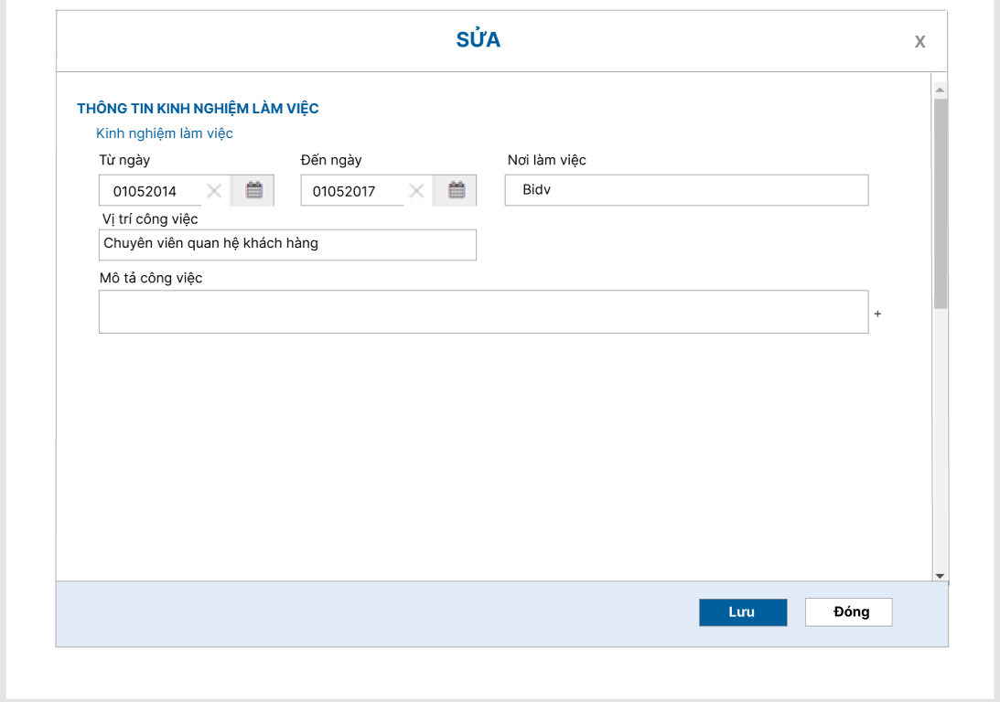 SỬA
X
THÔNG TIN KINH NGHIỆM LÀM VIỆC
Kinh nghiệm làm việc
Từ ngày Đến ngày Nơi làm việc
01052014 01052017 Bidv
Vị trí công việc
Chuyên viên quan hệ khách hàng
Mô tả công việc
+
Lưu Đóng